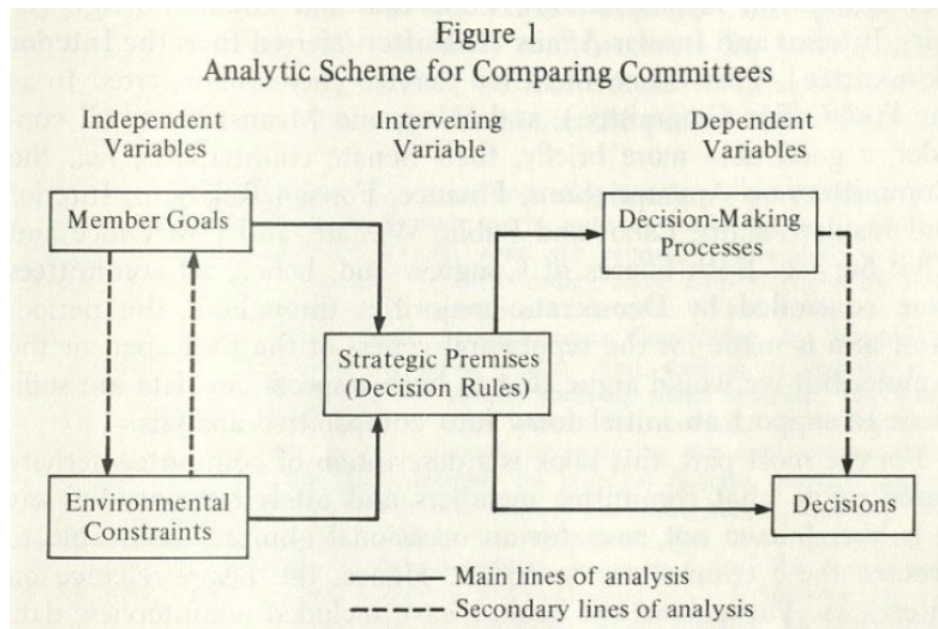 Figure 1
Analytic Scheme for Comparing Committees
Independent Variables
Intervening Variable
Dependent Variables
Member Goals
Decision-Making
Processes
Strategic Premises
(Decision Rules)
Environmental
Constraints
Decisions
Main lines of analysis
Secondary lines of analysis